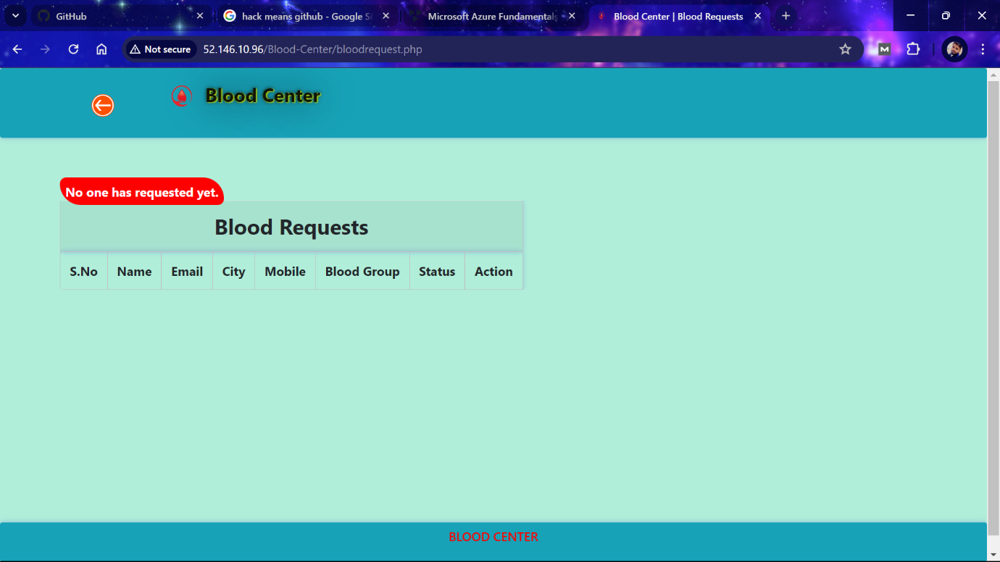 GitHub
hack means github - Google S
Microsoft Azure Fundamentals
Blood Center | Blood Requests
Not secure
52.146.10.96/Blood-Center/bloodrequest.php
M
Blood Center
No one has requested yet.
Blood Requests
S.No Name Email City Mobile Blood Group Status Action
BLOOD CENTER